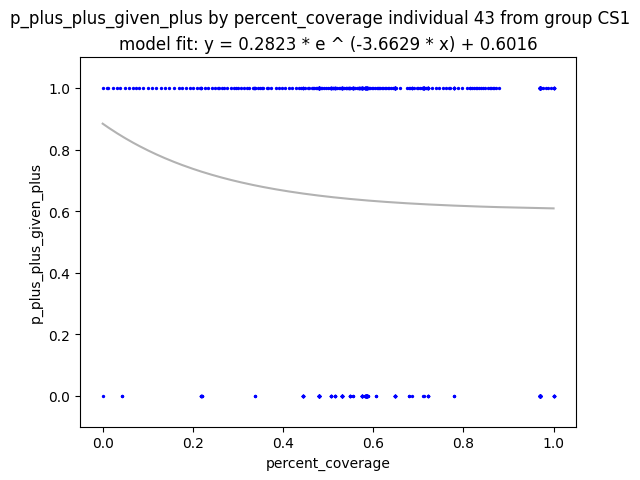 p_plus_plus_given_plus by percent_coverage individual 43 from group CS1
model fit: y = 0.2823 * e ^ (-3.6629 * x) + 0.6016
1.0
0.8
0.6
0.4
0.2
0.0
p_plus_plus_given_plus
0.0 0.2 0.4 0.6 0.8 1.0
percent_coverage